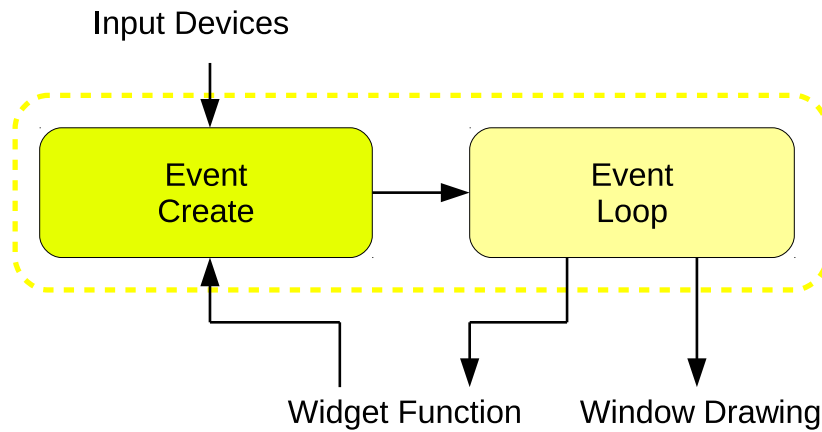 Input Devices
Event
Create
Event
Loop
Widget Function
Window Drawing